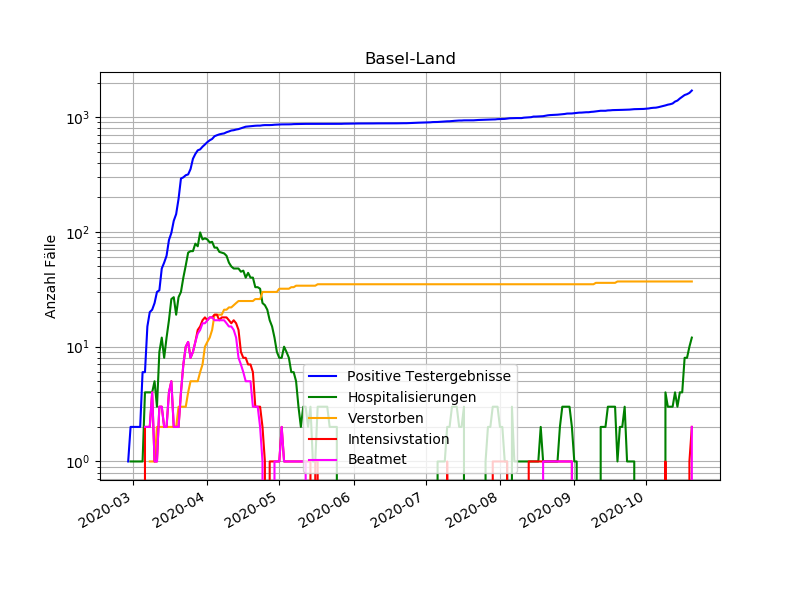 Basel-Land
Anzahl Fälle
10³
10²
10¹
10⁰
Positive Testergebnisse
Hospitalisierungen
Verstorben
Intensivstation
Beatmet
2020-03
2020-04
2020-05
2020-06
2020-07
2020-08
2020-09
2020-10